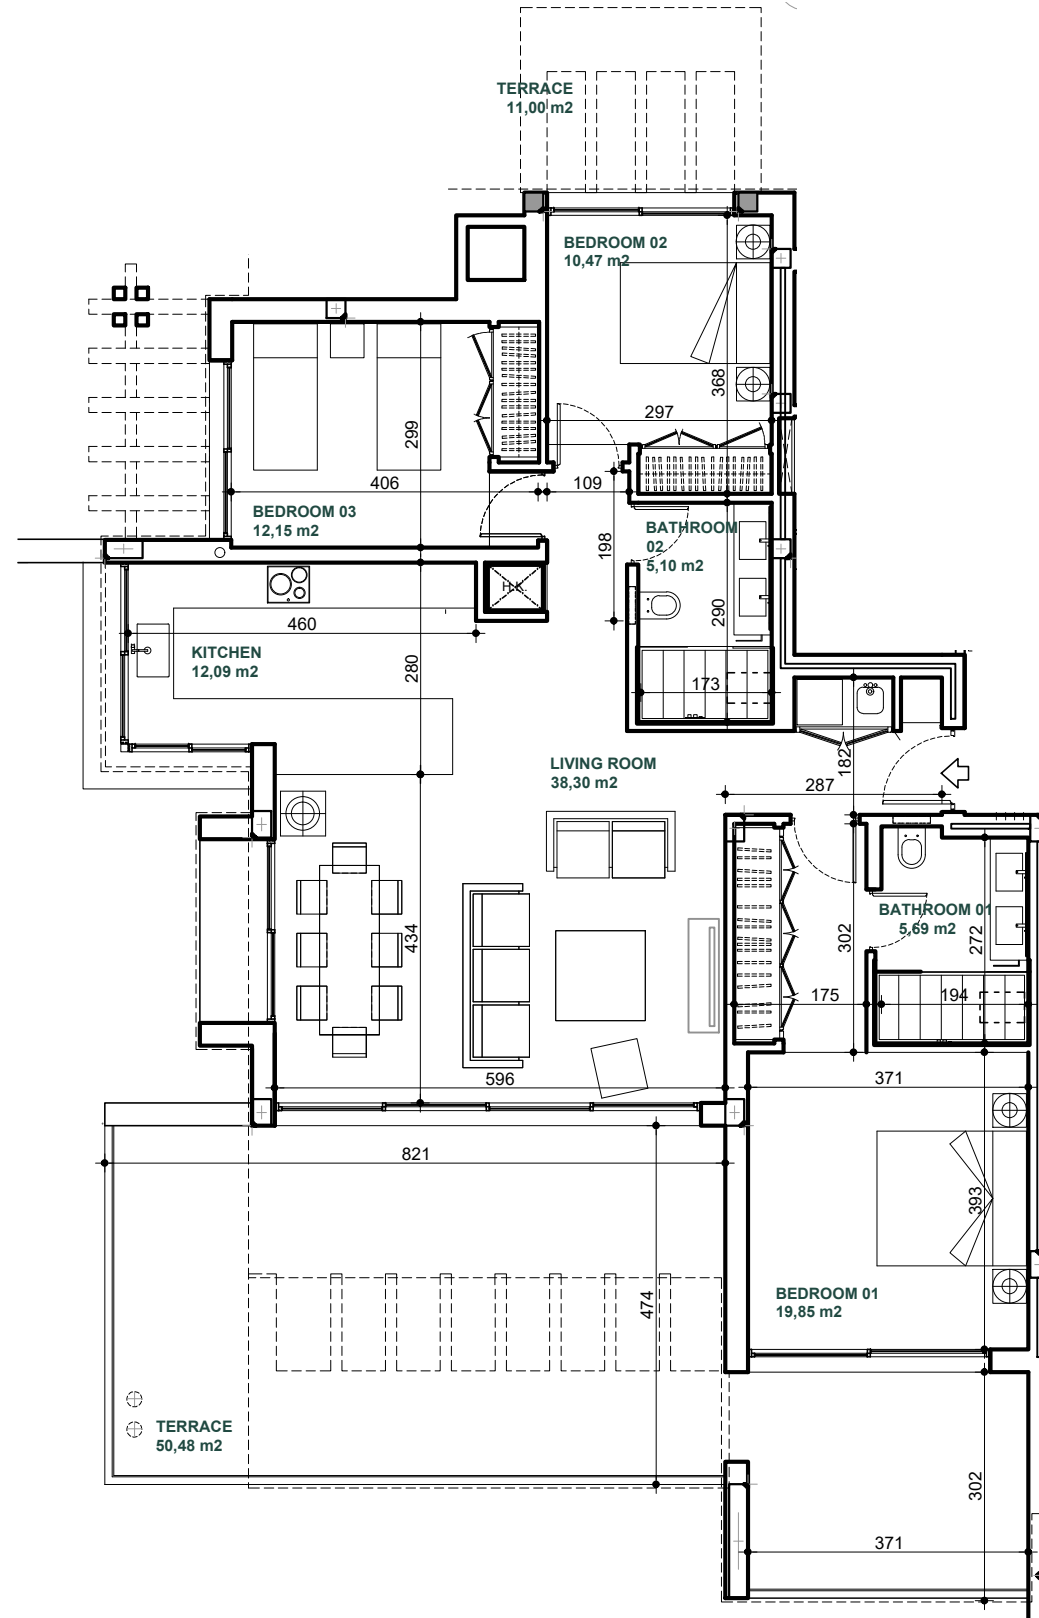 TERRACE
11,00 m2
BEDROOM 02
10,47 m2
368
297
299
406
109
BEDROOM 03
12,15 m2
BATHROOM
02
5,10 m2
198
H.K.
290
460
KITCHEN
12,09 m2
280
173
LIVING ROOM
38,30 m2
182
287
BATHROOM 01
5,69 m2
434
302
272
175
194
596
371
821
393
474
BEDROOM 01
19,85 m2
TERRACE
50,48 m2
302
371